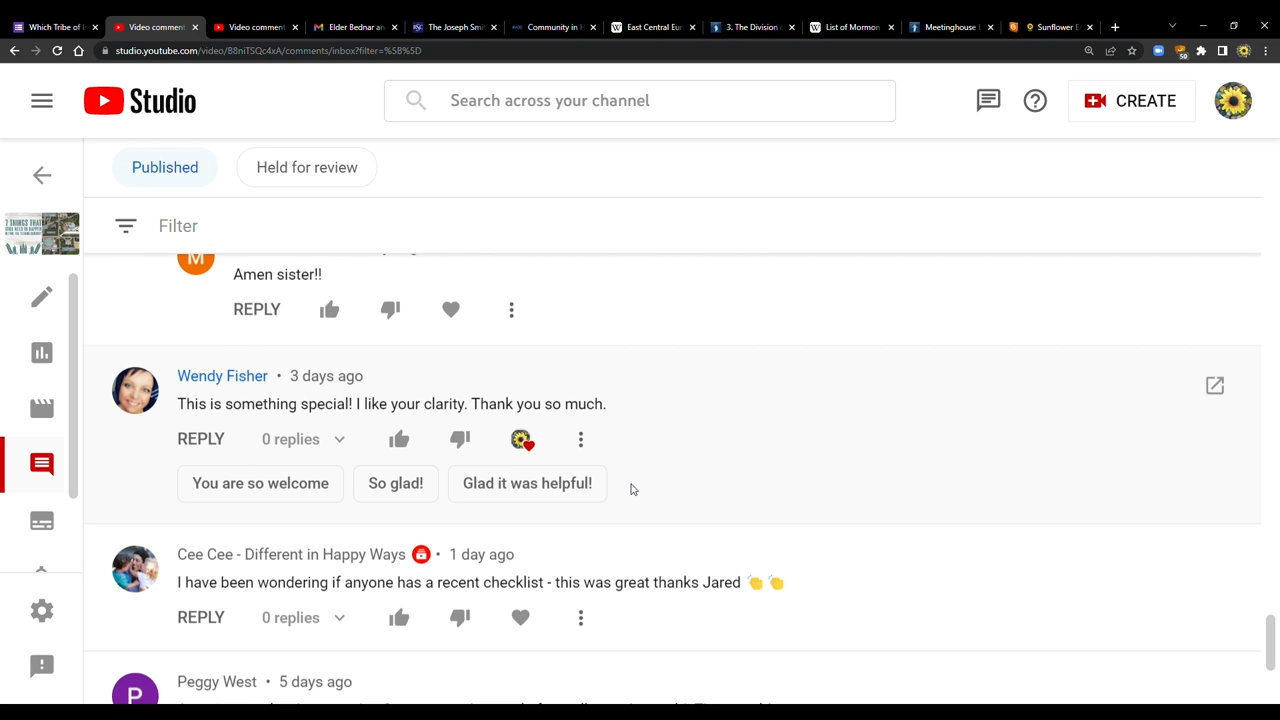 Which Tribe of I
Video comment
Video comment
Elder Bednar an
The Joseph Smi
Community in H
East Central Eur
3. The Division o
List of Mormon
Meetinghouse L
Sunflower E
studio.youtube.com/video/B8niTSQc4xA/comments/inbox?filter=%5B%5D
50
Studio
Search across your channel
CREATE
Published
Held for review
7 THINGS THAT
Filter
M
Amen sister!!
REPLY
Wendy Fisher • 3 days ago
This is something special! I like your clarity. Thank you so much.
REPLY 0 replies
You are so welcome
So glad!
Glad it was helpful!
Cee Cee - Different in Happy Ways • 1 day ago
I have been wondering if anyone has a recent checklist - this was great thanks Jared 👏 👏
REPLY 0 replies
P
Peggy West • 5 days ago